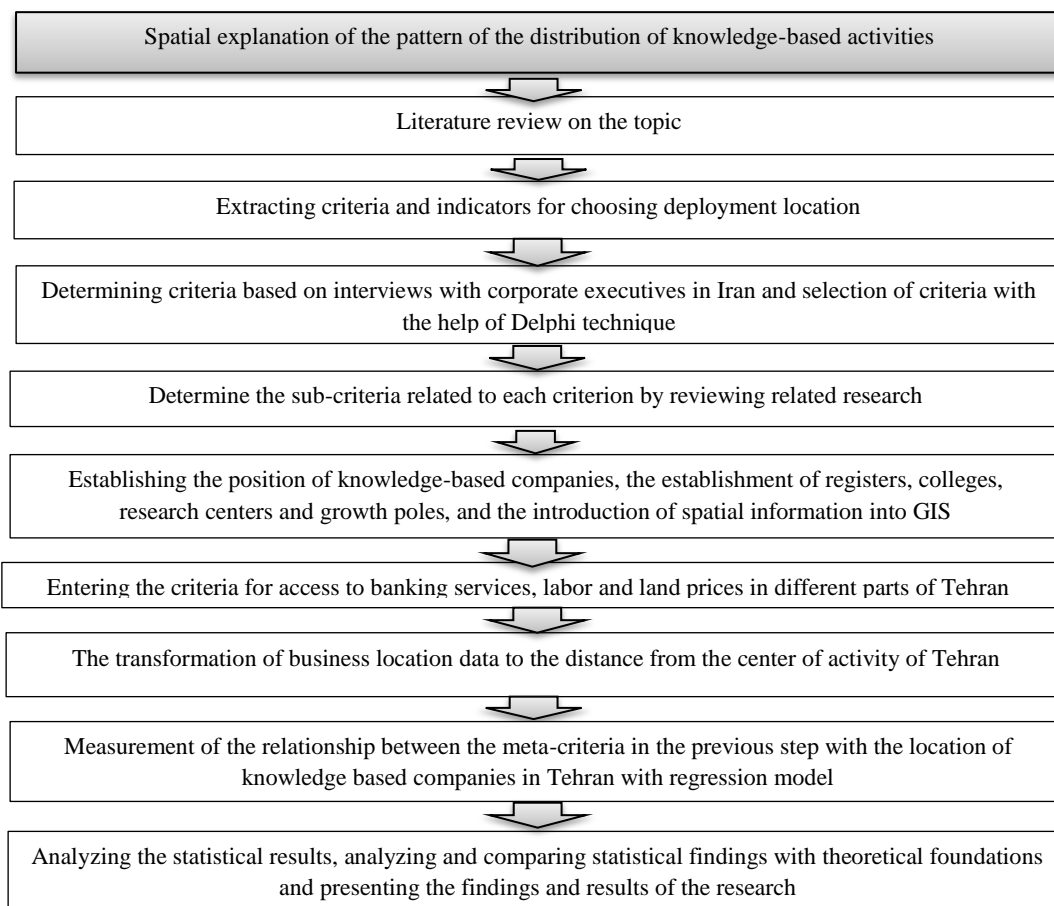 Spatial explanation of the pattern of the distribution of knowledge-based activities
Literature review on the topic
Extracting criteria and indicators for choosing deployment location
Determining criteria based on interviews with corporate executives in Iran and selection of criteria with
the help of Delphi technique
Determine the sub-criteria related to each criterion by reviewing related research
Establishing the position of knowledge-based companies, the establishment of registers, colleges,
research centers and growth poles, and the introduction of spatial information into GIS
Entering the criteria for access to banking services, labor and land prices in different parts of Tehran
The transformation of business location data to the distance from the center of activity of Tehran
Measurement of the relationship between the meta-criteria in the previous step with the location of
knowledge based companies in Tehran with regression model
Analyzing the statistical results, analyzing and comparing statistical findings with theoretical foundations
and presenting the findings and results of the research